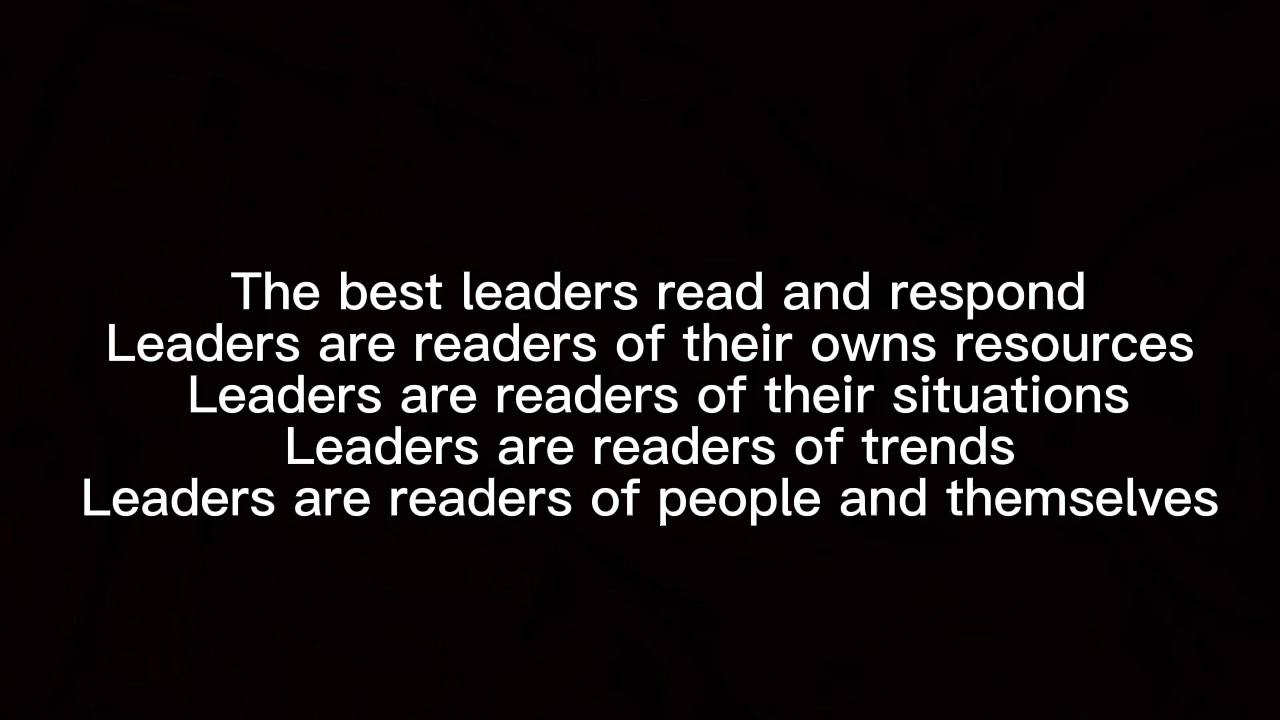 The best leaders read and respond
Leaders are readers of their owns resources
Leaders are readers of their situations
Leaders are readers of trends
Leaders are readers of people and themselves